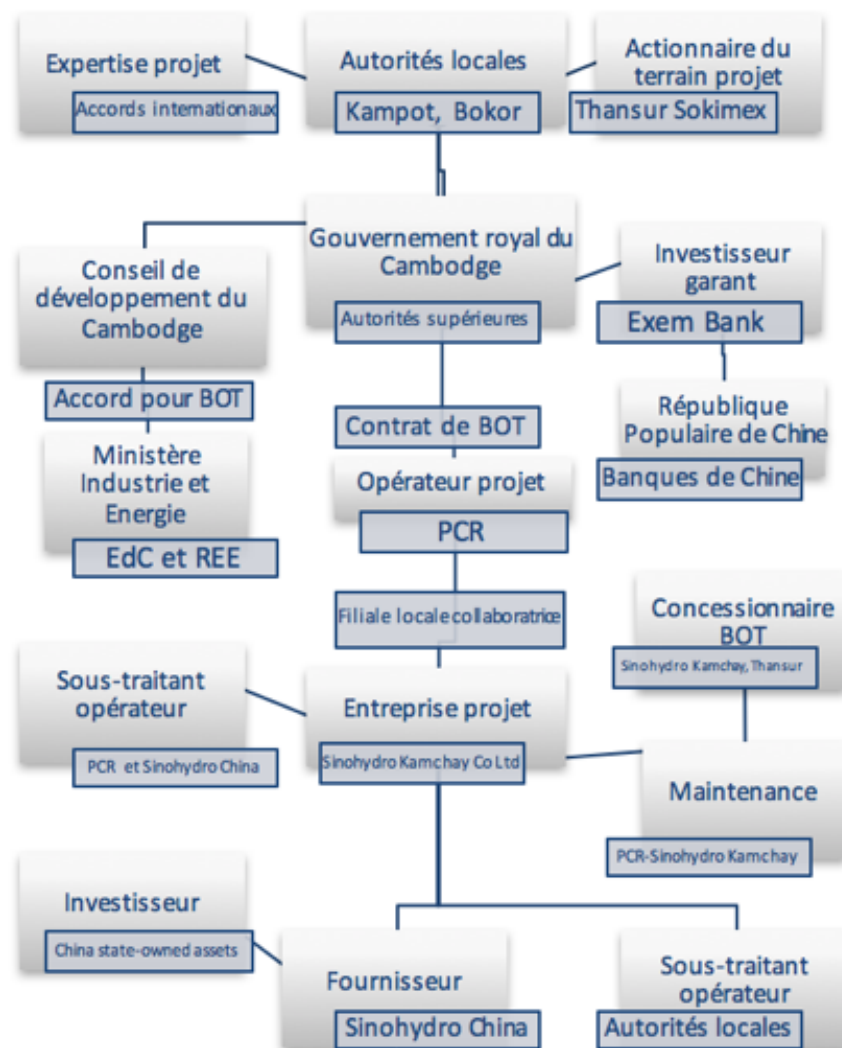 Expertise projet
Accords internationaux
Autorités locales
Kampot, Bokor
Actionnaire du
terrain projet
Thansur Sokimex
Gouvernement royal du
Cambodge
Autorités supérieures
Conseil de
développement du
Cambodge
Accord pour BOT
Investisseur
garant
Exem Bank
Ministère
Industrie et
Energie
EdC et REE
Contrat de BOT
Opérateur projet
PCR
République
Populaire de Chine
Banques de Chine
Filiale locale collaboratrice
Concessionnaire
BOT
Sinohydro Kamchay, Thansur
Sous-traitant
opérateur
PCR et Sinohydro China
Entreprise projet
Sinohydro Kamchay Co Ltd
Maintenance
PCR-Sinohydro Kamchay
Investisseur
China state-owned assets
Fournisseur
Sinohydro China
Sous-traitant
opérateur
Autorités locales